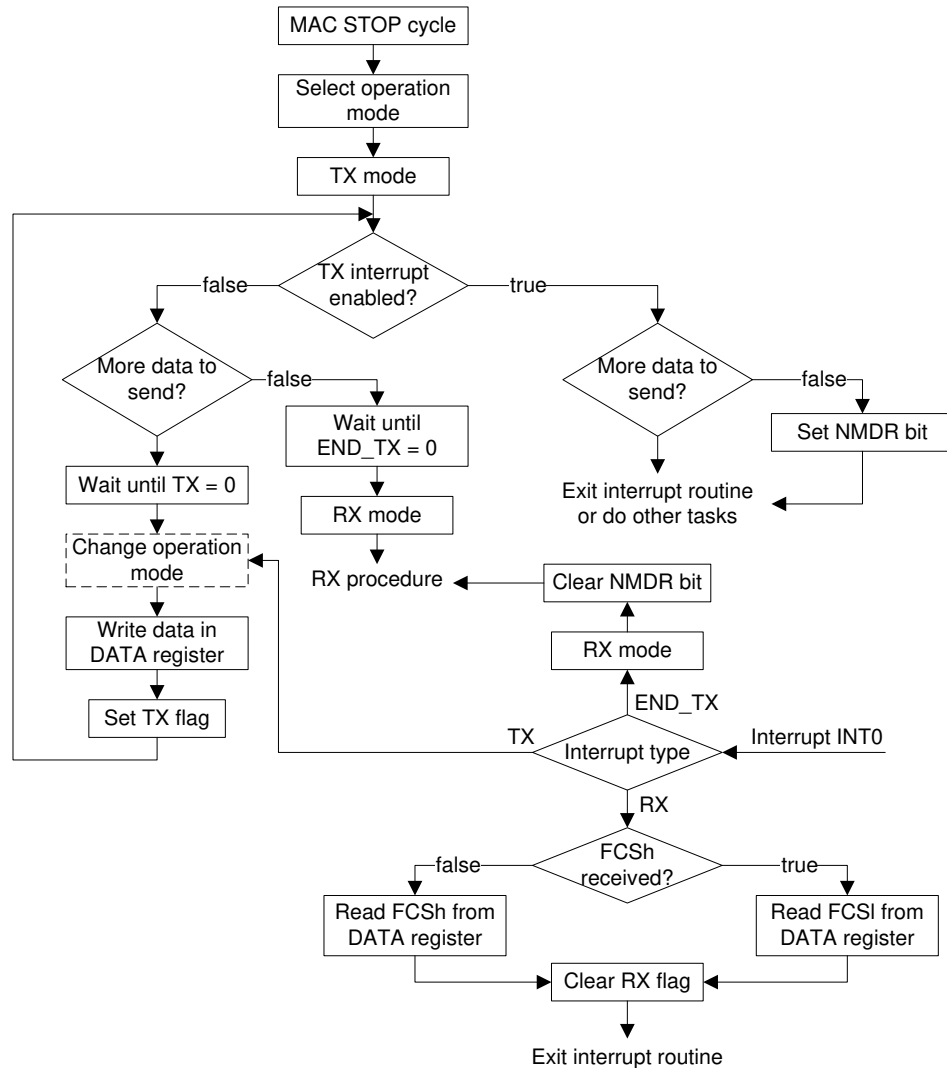 MAC STOP cycle
Select operation
mode
TX mode
TX interrupt
enabled?
false
true
More data to
send?
false
More data to
send?
false
Wait until
END_TX = 0
Set NMDR bit
Wait until TX = 0
Exit interrupt routine
or do other tasks
RX mode
Change operation
mode
RX procedure
Clear NMDR bit
Write data in
DATA register
RX mode
Set TX flag
END_TX
TX
Interrupt type
Interrupt INT0
RX
FCSh
received?
false
true
Read FCSh from
DATA register
Read FCSl from
DATA register
Clear RX flag
Exit interrupt routine